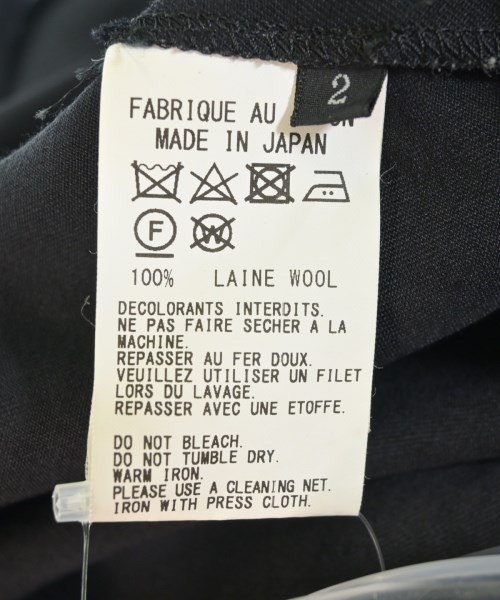 2
FABRIQUE AU
MADE IN JAPAN
F W
100% LAINE WOOL
DECOLORANTS INTERDITS.
NE PAS FAIRE SECHER A LA
MACHINE.
REPASSER AU FER DOUX.
VEUILLEZ UTILISER UN FILET
LORS DU LAVAGE.
REPASSER AVEC UNE ETOFFE.
DO NOT BLEACH.
DO NOT TUMBLE DRY.
WARM IRON.
PLEASE USE A CLEANING NET.
IRON WITH PRESS CLOTH.